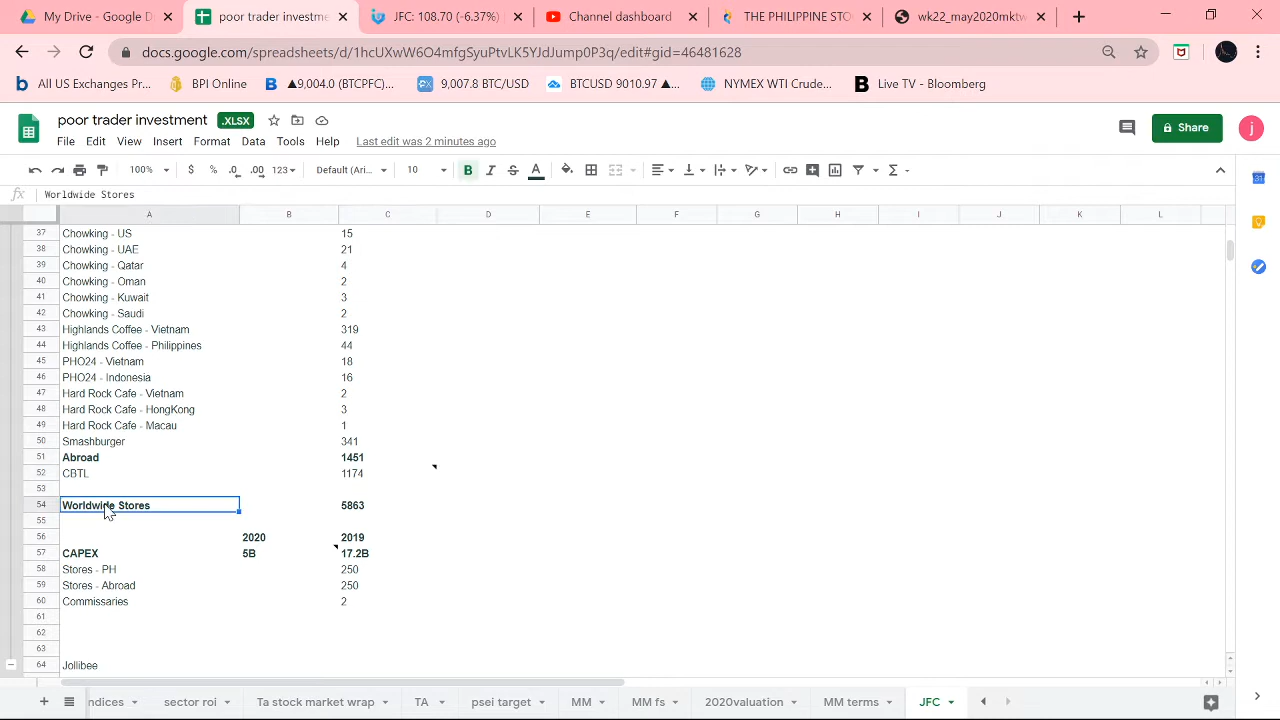 My Google D
poor trader investme
JFC: 108.70 (3.37%)
Channel dashboard
THE PHILIPPINE STO
wk22_may2020mktw
docs.google.com/spreadsheets/d/1hcUXwW6O4mfgSyuPtvLK5YJdJump0P3q/edit#gid=46481628
All US Exchanges Pr...
BPI Online
▲9,004.0 (BTCPFC)...
9,007.8 BTC/USD
BTCUSD 9010.97 ▲...
NYMEX WTI Crude...
Live TV - Bloomberg
poor trader investment .XLSX
File Edit View Insert Format Data Tools Help Last edit was 2 minutes ago
Share
j
100% $ % .0 .00 123 Default (Ari... 10 B I S A
fx Worldwide Stores
A B C D E F G H I J K L
37 Chowking - US 15
38 Chowking - UAE 21
39 Chowking - Qatar 4
40 Chowking - Oman 2
41 Chowking - Kuwait 3
42 Chowking - Saudi 2
43 Highlands Coffee - Vietnam 319
44 Highlands Coffee - Philippines 44
45 PHO24 - Vietnam 18
46 PHO24 - Indonesia 16
47 Hard Rock Cafe - Vietnam 2
48 Hard Rock Cafe - HongKong 3
49 Hard Rock Cafe - Macau 1
50 Smashburger 341
51 Abroad 1451
52 CBTL 1174
53
54 Worldwide Stores 5863
55
56 2020 2019
57 CAPEX 5B 17.2B
58 Stores - PH 250
59 Stores - Abroad 250
60 Commissaries 2
61
62
63
64 Jollibee
ndices sector roi Ta stock market wrap TA psei target MM MM fs 2020valuation MM terms JFC